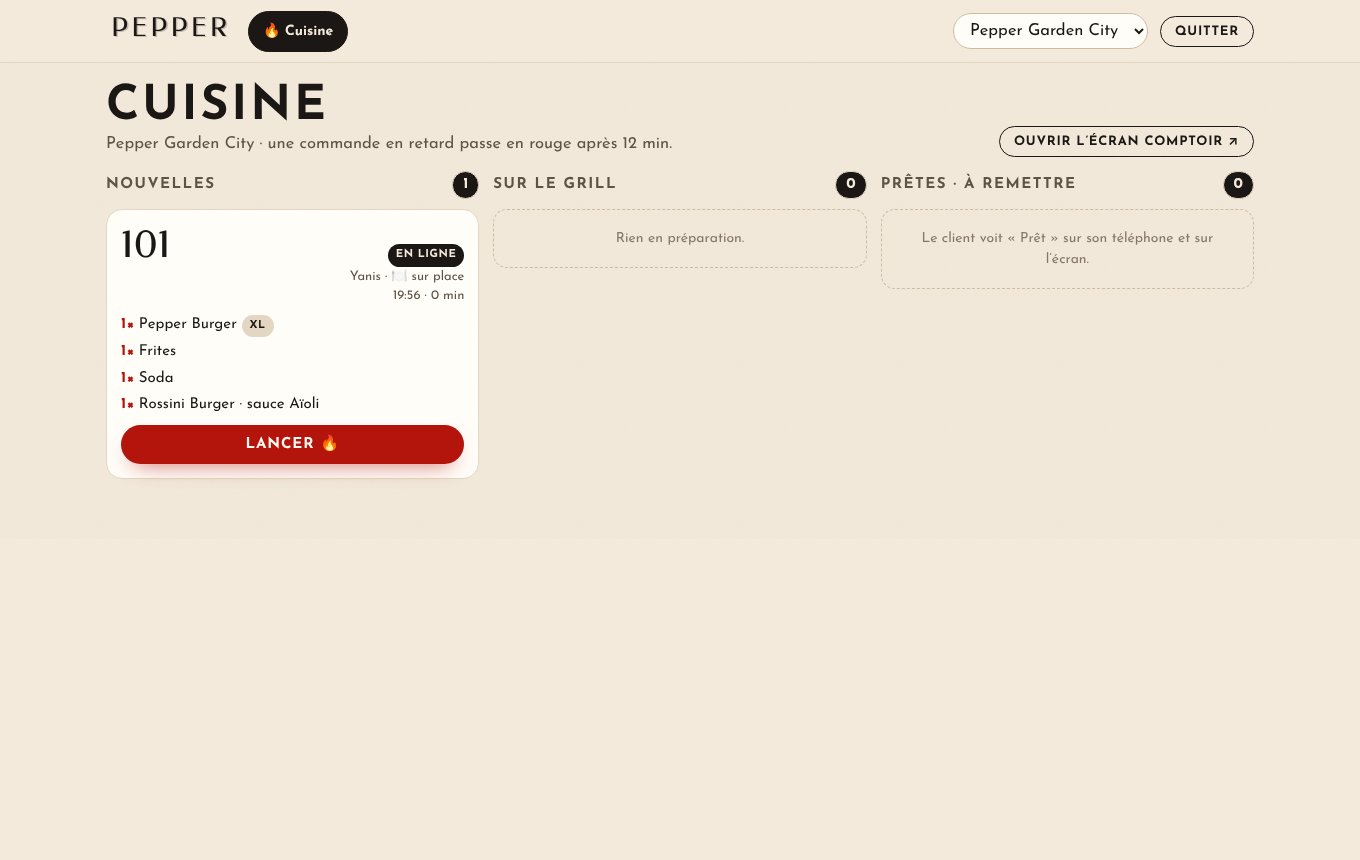 PEPPER
🔥 Cuisine
Pepper Garden City
QUITTER
CUISINE
Pepper Garden City · une commande en retard passe en rouge après 12 min.
OUVRIR L'ÉCRAN COMPTOIR ↗
NOUVELLES 1
SUR LE GRILL 0
PRÊTES · À REMETTRE 0
101
EN LIGNE
Yanis · 🍽️ sur place
19:56 · 0 min
1× Pepper Burger XL
1× Frites
1× Soda
1× Rossini Burger · sauce Aïoli
LANCER 🔥
Rien en préparation.
Le client voit « Prêt » sur son téléphone et sur
l'écran.